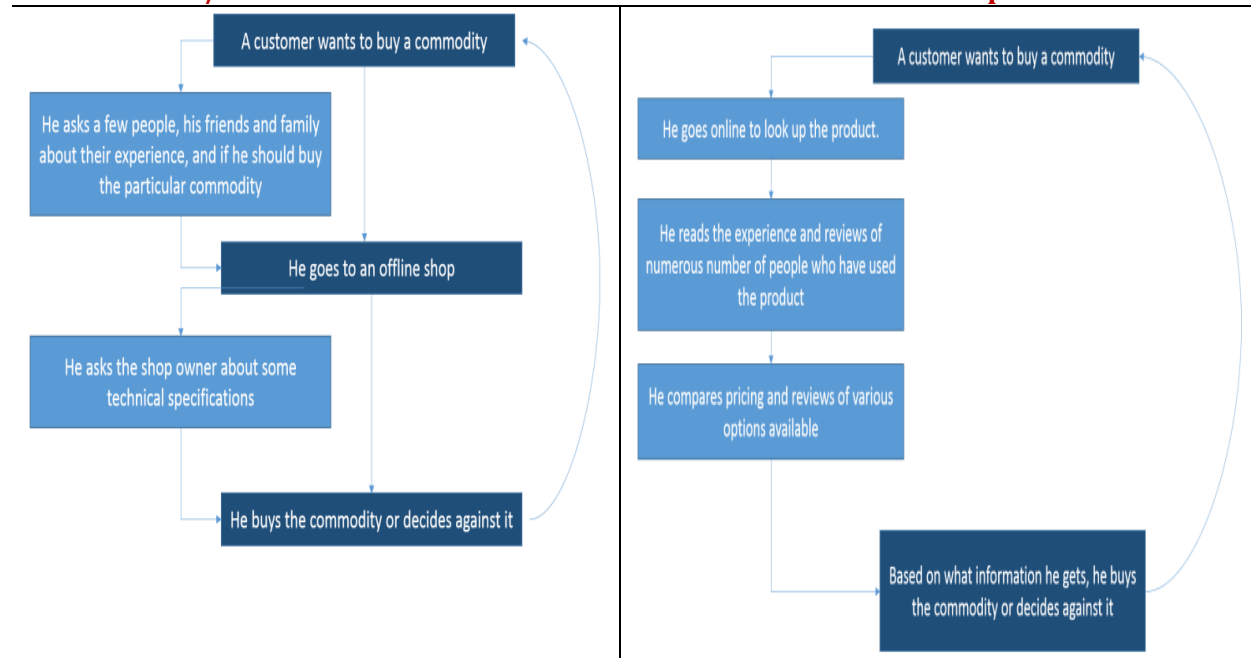 A customer wants to buy a commodity
He asks a few people, his friends and family
about their experience, and if he should buy
the particular commodity
He goes to an offline shop
He asks the shop owner about some
technical specifications
He buys the commodity or decides against it
A customer wants to buy a commodity
He goes online to look up the product.
He reads the experience and reviews of
numerous number of people who have used
the product
He compares pricing and reviews of various
options available
Based on what information he gets, he buys
the commodity or decides against it